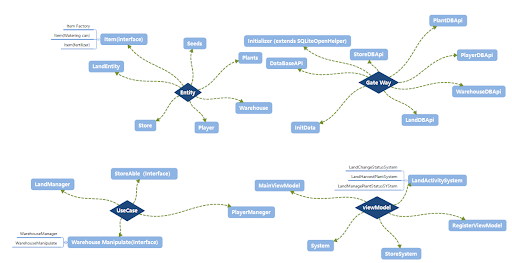 Item Factory
Item(Watering can)
Item(fertilizer)
Item(Interface)
Seeds
LandEntity
Plants
Entity
Warehouse
Store
Player
PlantDBApi
Initializer (extends SQLiteOpenHelper)
StoreDBApi
PlayerDBApi
DataBaseAPI
Gate Way
WarehouseDBApi
InitData
LandDBApi
StoreAble (Interface)
LandManager
UseCase
PlayerManager
WarehouseManager
WarehouseManipulate
Warehouse Manipulate(Interface)
LandChangeStatusSystem
LandHarvestPlantSystem
LandManagePlantStatusSYStem
LandActivitySystem
MainViewModel
viewModel
RegisterViewModel
System
StoreSystem